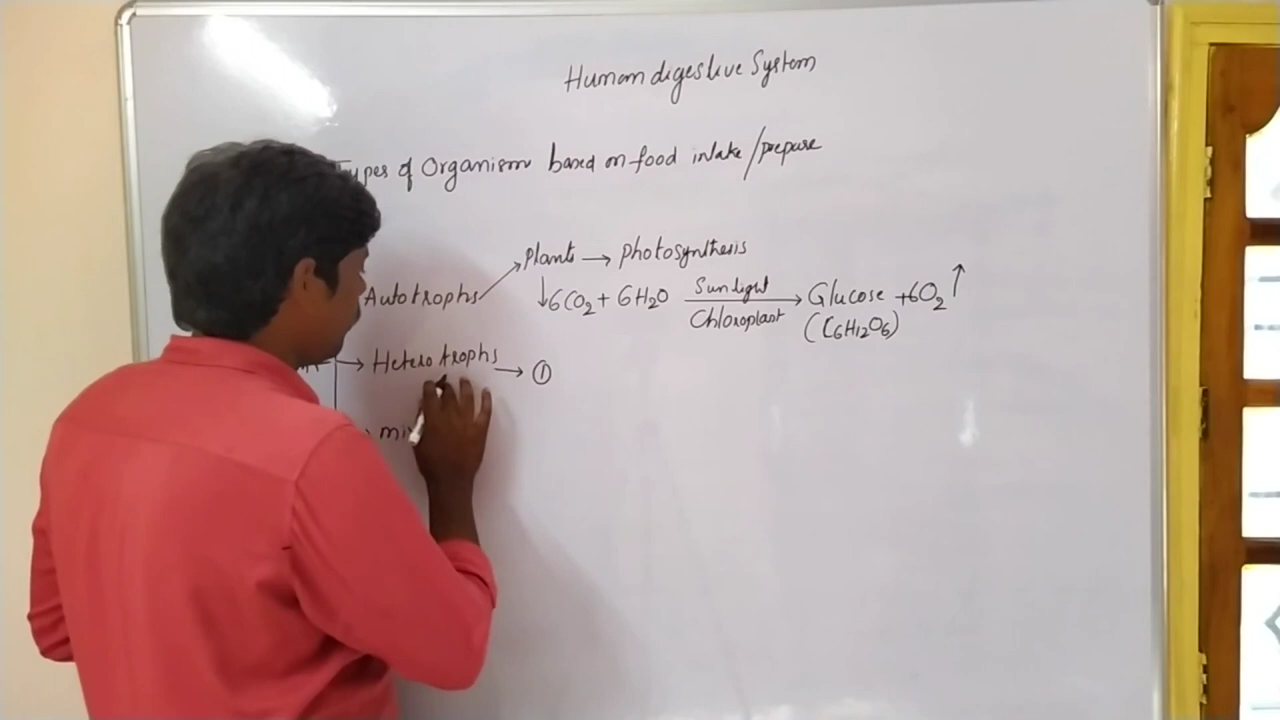 Human digestive System
Types of Organism based on food intake/prepare
Plants → Photosynthesis
Autotrophs
↓6CO₂ + 6H₂O Sunlight Chloroplast → Glucose + 6O₂ ↑
(C₆H₁₂O₆)
→ Heterotrophs → ①